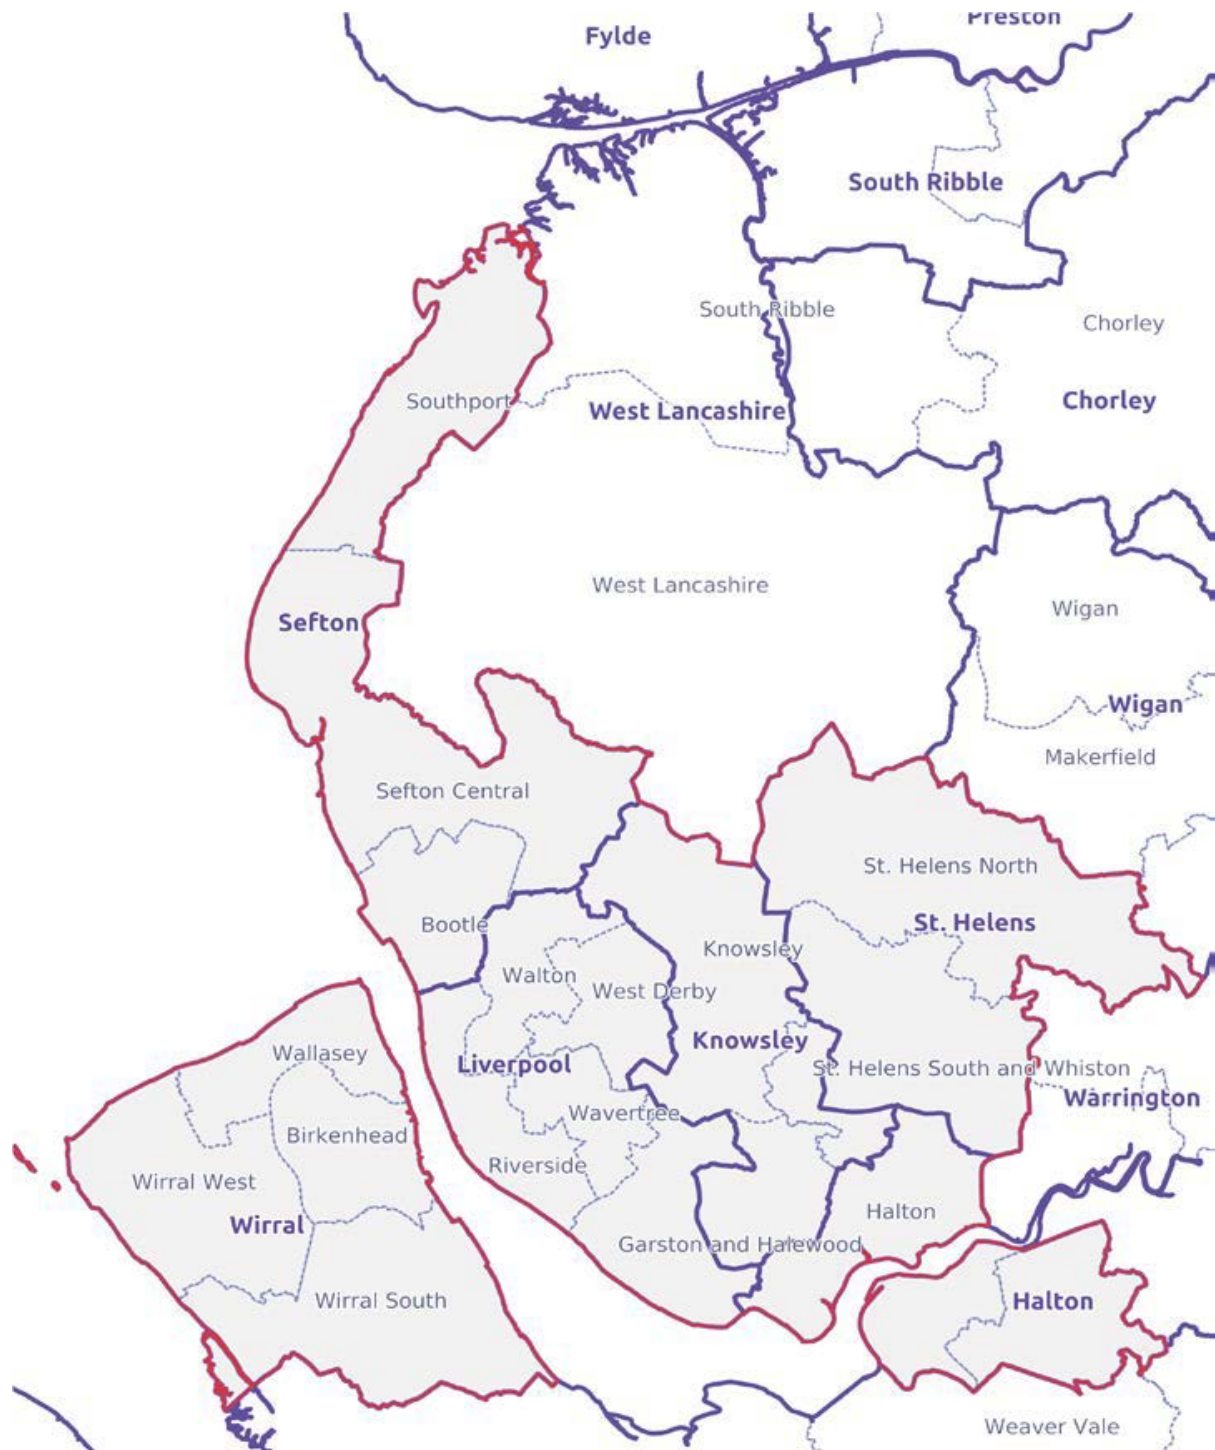 Preston
Fylde
South Ribble
South Ribble
Chorley
Southport
West Lancashire
Chorley
West Lancashire
Wigan
Sefton
Wigan
Makerfield
Sefton Central
St. Helens North
Bootle
St. Helens
Knowsley
Walton
West Derby
Knowsley
Wallasey
Liverpool
St. Helens South and Whiston
Warrington
Wavertree
Birkenhead
Riverside
Wirral West
Halton
Wirral
Garston and Halewood
Wirral South
Halton
Weaver Vale